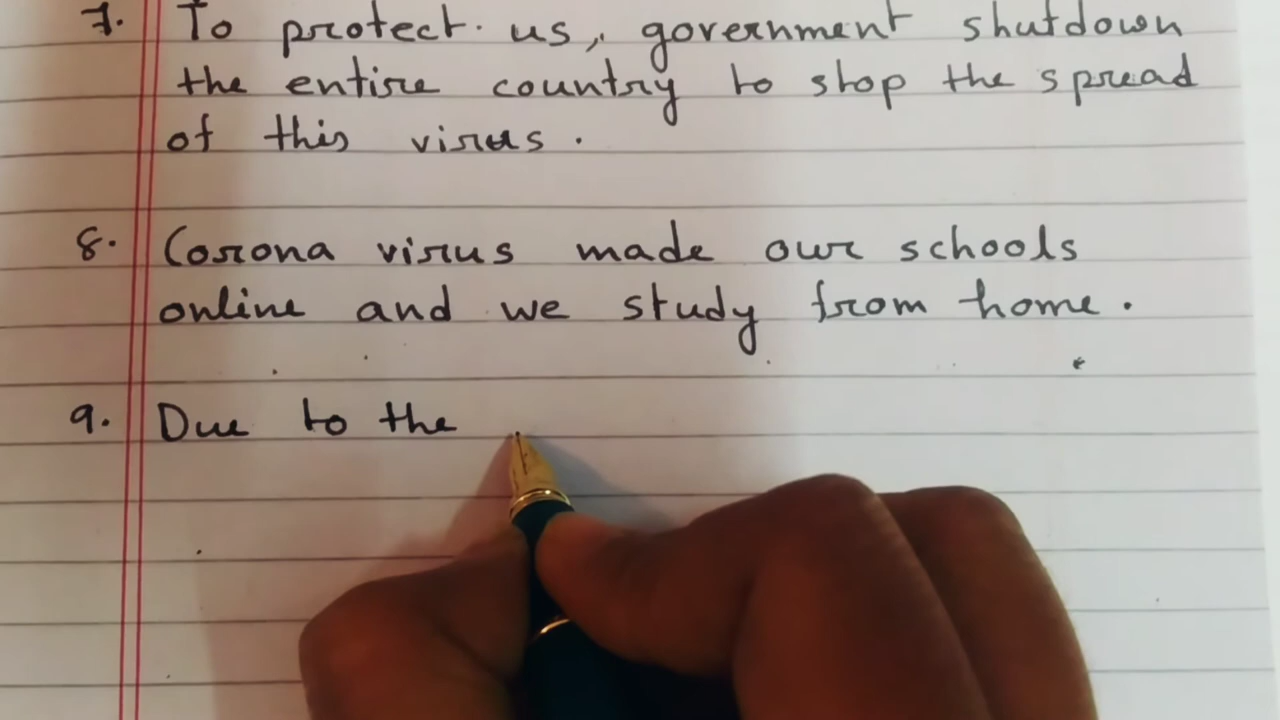 7. To protect us, government shutdown
the entire country to stop the spread
of this virus.
8. Corona virus made our schools
online and we study from home.
9. Due to the